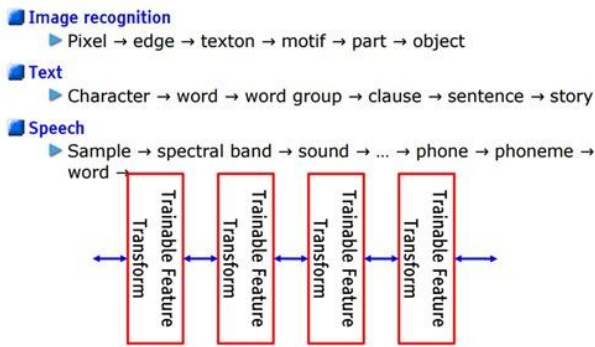 Image recognition
Pixel → edge → texton → motif → part → object
Text
Character → word → word group → clause → sentence → story
Speech
Sample → spectral band → sound → ... → phone → phoneme →
word →
Trainable Feature
Transform
Trainable Feature
Transform
Trainable Feature
Transform
Trainable Feature
Transform